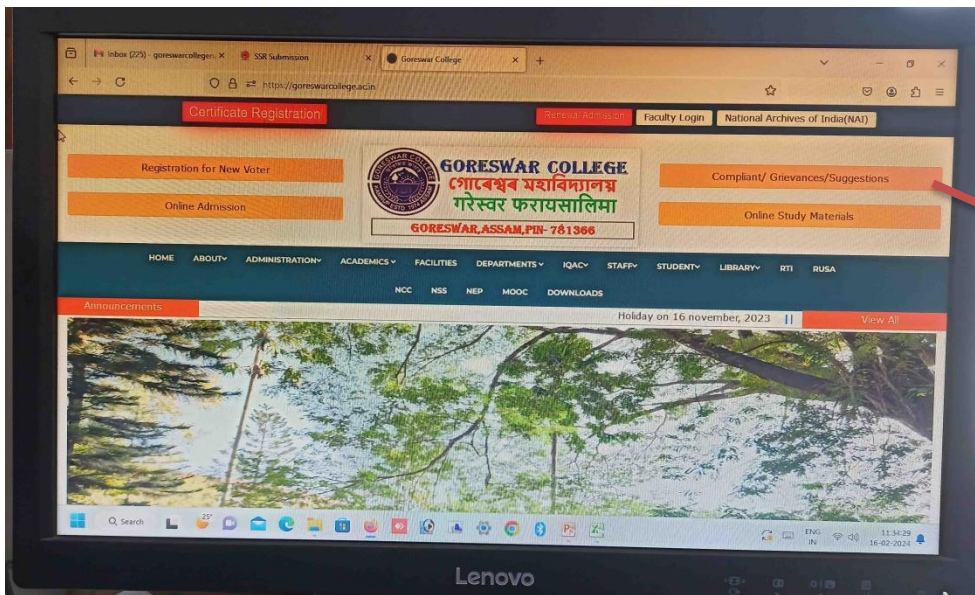 Inbox (225) - goreswarcollegen X SSR Submission X Goreswar College X +
https://goreswarcollege.ac.in
Certificate Registration Renewal Admission Faculty Login National Archives of India(NAI)
Registration for New Voter
Online Admission
GORESWAR COLLEGE
গোৰেশ্বৰ মহাবিদ্যালয়
गरेस्वर फरायसालिमा
GORESWAR,ASSAM,PIN- 781366
Compliant/ Grievances/Suggestions
Online Study Materials
HOME ABOUT ADMINISTRATION ACADEMICS FACILITIES DEPARTMENTS IQAC STAFF STUDENT LIBRARY RTI RUSA
NCC NSS NEP MOOC DOWNLOADS
Announcements Holiday on 16 november, 2023 View All
25°
Search
ENG
IN
11:34:29
16-02-2024
Lenovo